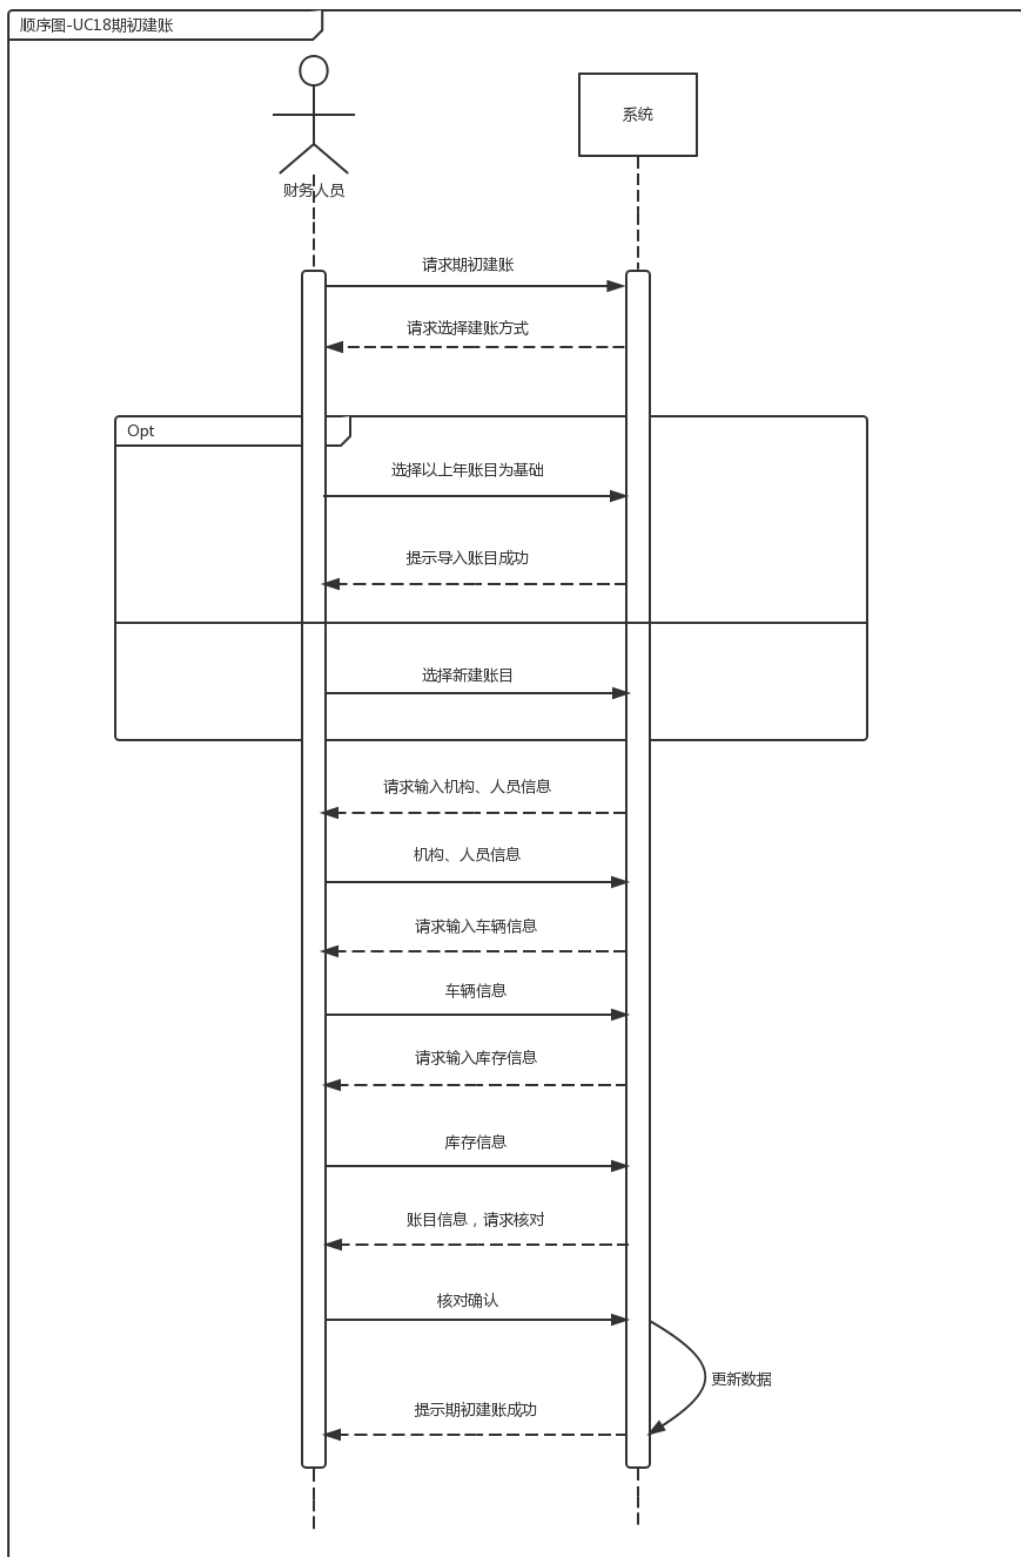 顺序图-UC18期初建账
系统
财务人员
请求期初建账
请求选择建账方式
Opt
选择以上年账目为基础
提示导入账目成功
选择新建账目
请求输入机构、人员信息
机构、人员信息
请求输入车辆信息
车辆信息
请求输入库存信息
库存信息
账目信息，请求核对
核对确认
更新数据
提示期初建账成功